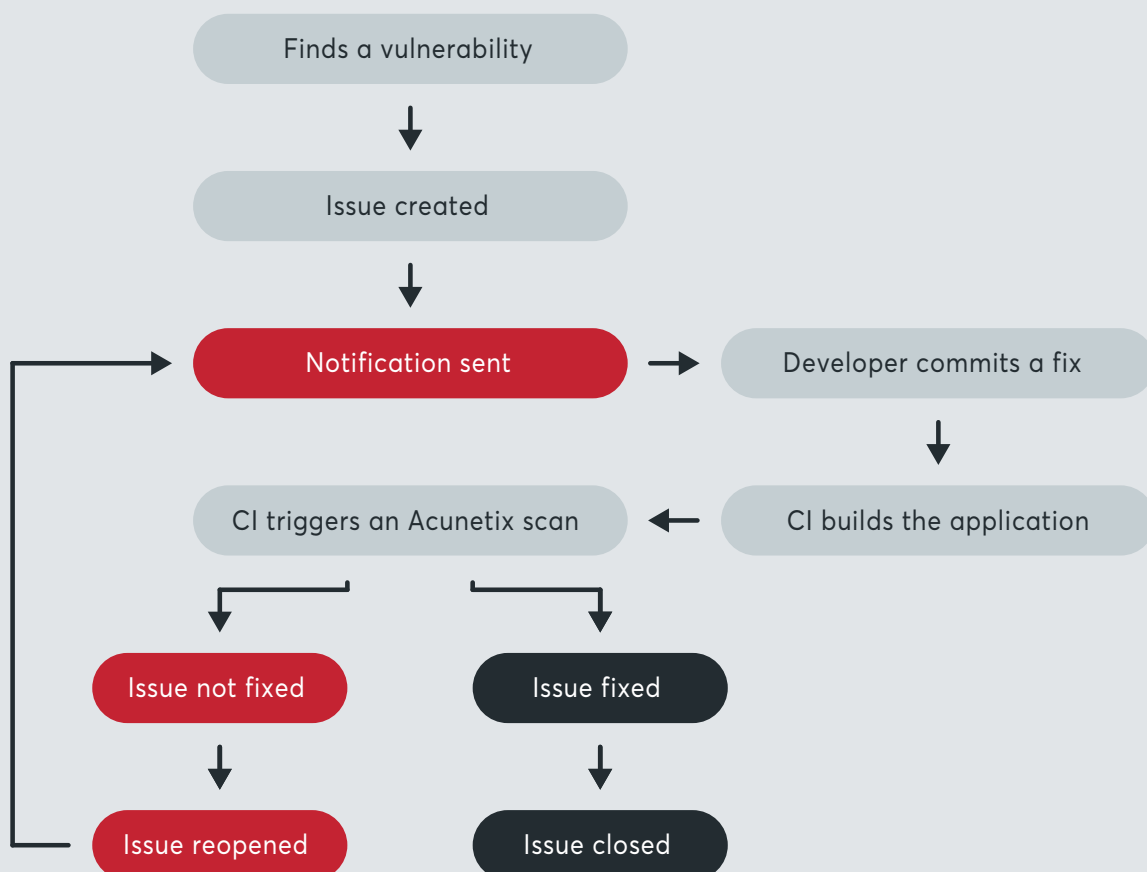 Finds a vulnerability
Issue created
Notification sent
Developer commits a fix
CI triggers an Acunetix scan
CI builds the application
Issue not fixed
Issue fixed
Issue reopened
Issue closed